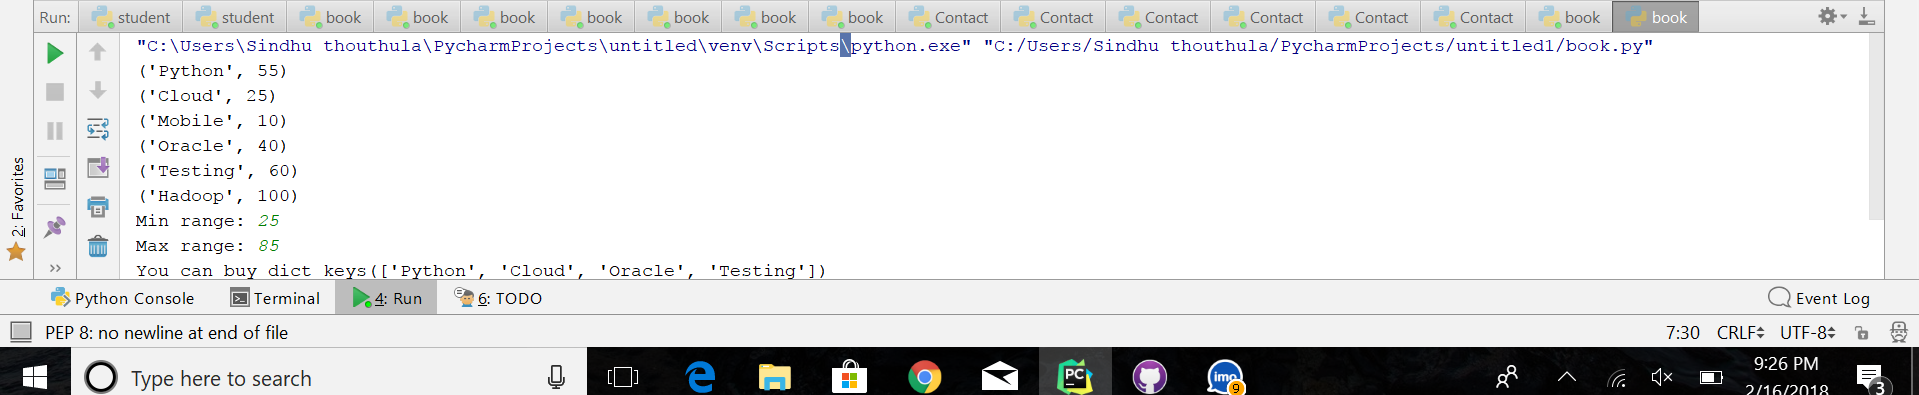 Run: student student book book book book book book book Contact Contact Contact Contact Contact Contact book book
"C:\Users\Sindhu thouthula\PycharmProjects\untitled\venv\Scripts\python.exe" "C:/Users/Sindhu thouthula/PycharmProjects/untitled1/book.py"
('Python', 55)
('Cloud', 25)
('Mobile', 10)
('Oracle', 40)
('Testing', 60)
('Hadoop', 100)
Min range: 25
Max range: 85
You can buy dict_keys(['Python', 'Cloud', 'Oracle', 'Testing'])
2: Favorites
Python Console Terminal 4: Run 6: TODO Event Log
PEP 8: no newline at end of file 7:30 CRLF UTF-8
Type here to search
PC
imo
9
9:26 PM
2/16/2018
3